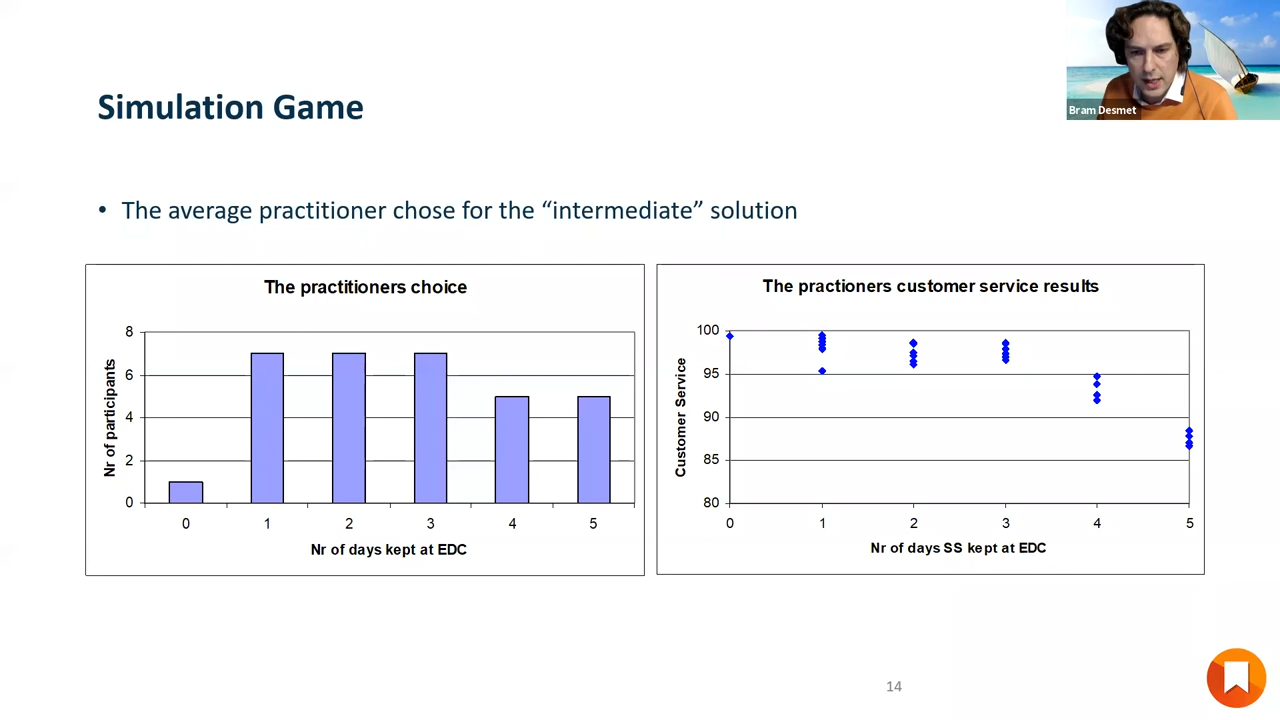 Bram Desmet
Simulation Game
• The average practitioner chose for the “intermediate” solution
The practitioners choice
Nr of participants
8
6
4
2
0
0 1 2 3 4 5
Nr of days kept at EDC
The practioners customer service results
Customer Service
100
95
90
85
80
0 1 2 3 4 5
Nr of days SS kept at EDC
14